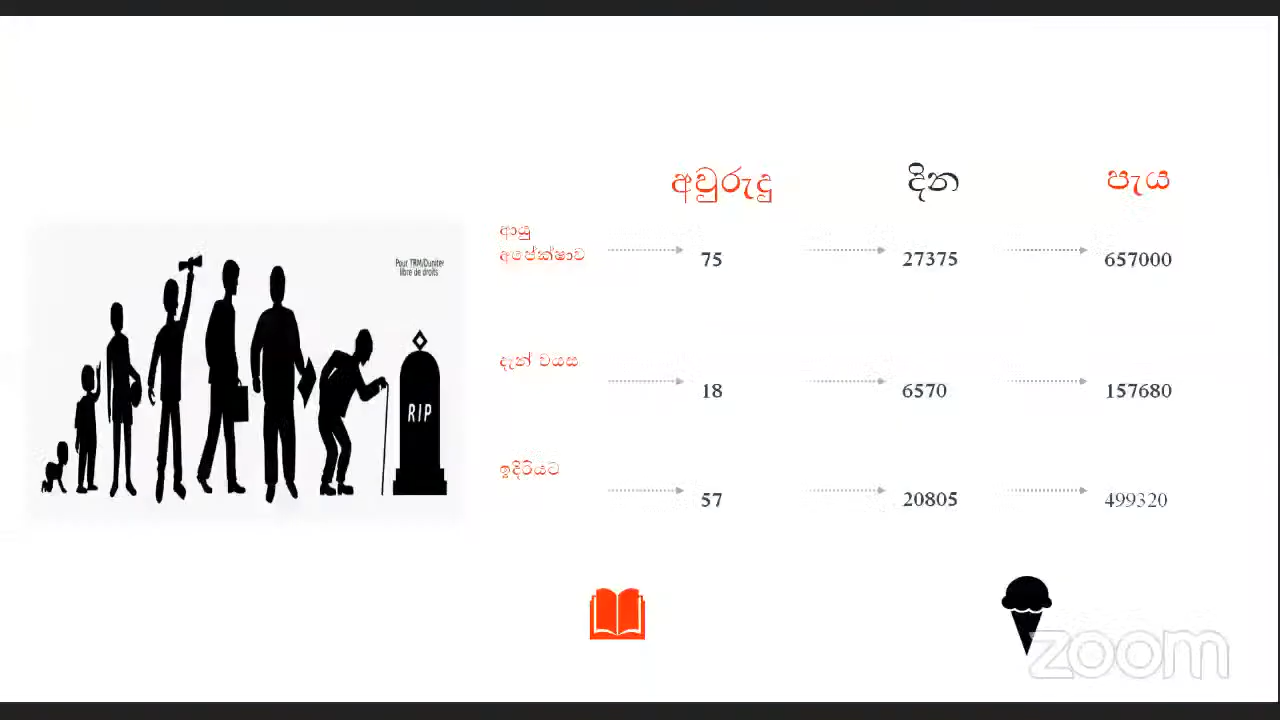 අවුරුදු දින පැය
ආයු
අපේක්ෂාව 75 27375 657000
දැන් වයස 18 6570 157680
ඉදිරියට 57 20805 499320
Pour TRM/Duniter
libre de droits
RIP
zoom